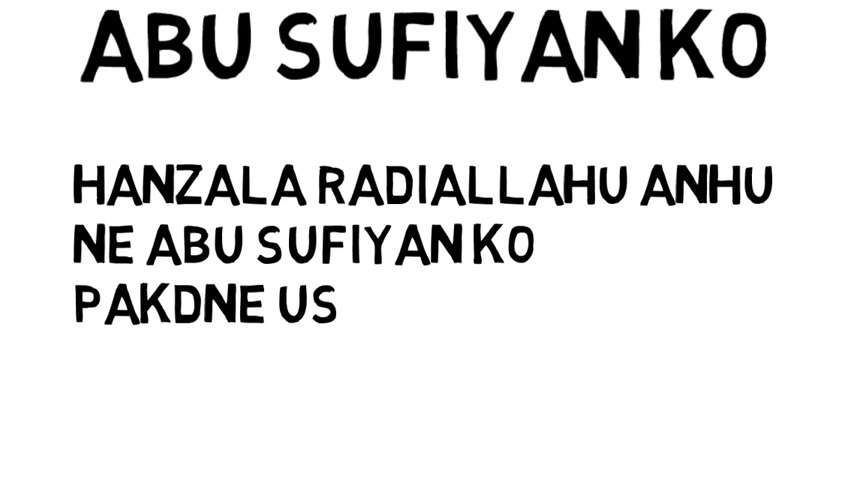 ABU SUFIYAN KO
HANZALA RADIALLAHU ANHU
NE ABU SUFIYAN KO
PAKDNE US